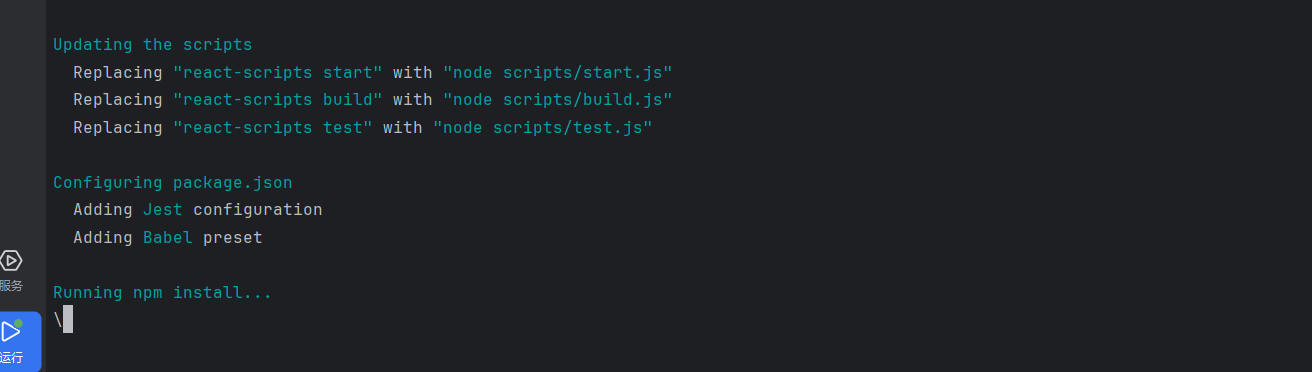 Updating the scripts
Replacing "react-scripts start" with "node scripts/start.js"
Replacing "react-scripts build" with "node scripts/build.js"
Replacing "react-scripts test" with "node scripts/test.js"
Configuring package.json
Adding Jest configuration
Adding Babel preset
服务
Running npm install...
\
运行